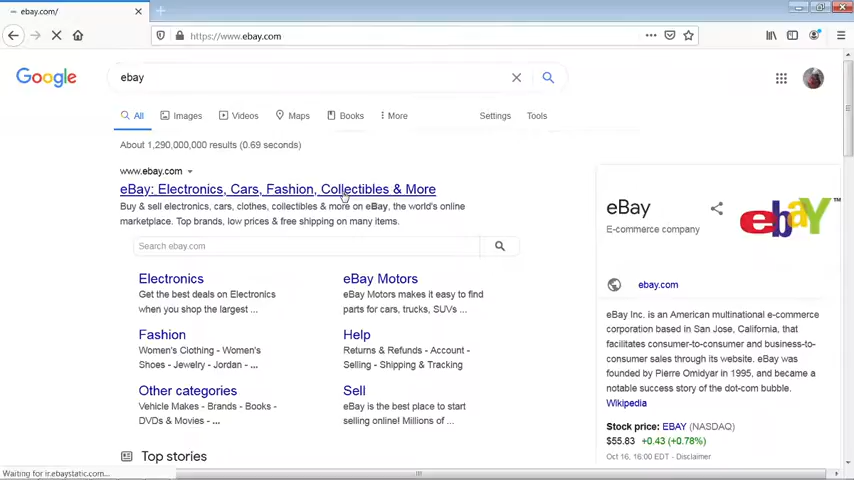 ebay.com/
https://www.ebay.com
Google
ebay
All Images Videos Maps Books More Settings Tools
About 1,290,000,000 results (0.69 seconds)
www.ebay.com
eBay: Electronics, Cars, Fashion, Collectibles & More
Buy & sell electronics, cars, clothes, collectibles & more on eBay, the world's online
marketplace. Top brands, low prices & free shipping on many items.
Search ebay.com
Electronics
Get the best deals on Electronics
when you shop the largest ...
eBay Motors
eBay Motors makes it easy to find
parts for cars, trucks, SUVs ...
Fashion
Women's Clothing - Women's
Shoes - Jewelry - Jordan - ...
Help
Returns & Refunds - Account -
Selling - Shipping & Tracking
Other categories
Vehicle Makes - Brands - Books -
DVDs & Movies - ...
Sell
eBay is the best place to start
selling online! Millions of ...
Top stories
eBay
E-commerce company
ebaY™
ebay.com
eBay Inc. is an American multinational e-commerce
corporation based in San Jose, California, that
facilitates consumer-to-consumer and business-to-
consumer sales through its website. eBay was
founded by Pierre Omidyar in 1995, and became a
notable success story of the dot-com bubble.
Wikipedia
Stock price: EBAY (NASDAQ)
$55.83 +0.43 (+0.78%)
Oct 16, 16:00 EDT - Disclaimer
Waiting for ir.ebaystatic.com...